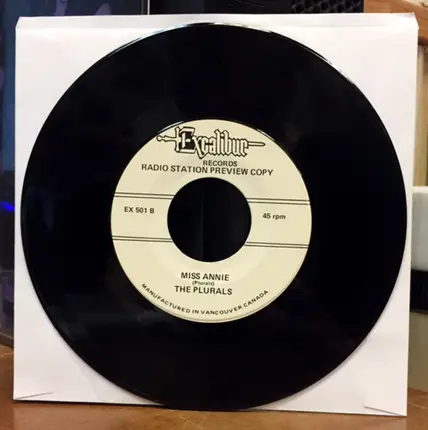 Excalibur
RECORDS
RADIO STATION PREVIEW COPY
EX 501 B
45 rpm
MISS ANNIE
(Plurals)
THE PLURALS
MANUFACTURED IN VANCOUVER CANADA